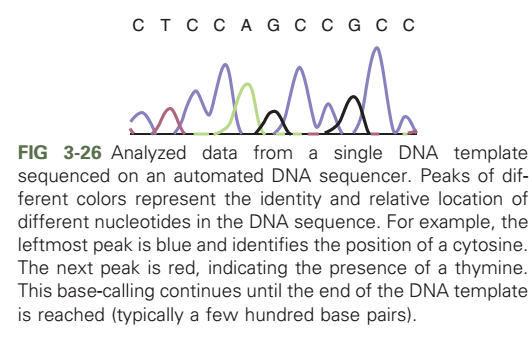 C T C C A G C C G C C
FIG 3-26 Analyzed data from a single DNA template
sequenced on an automated DNA sequencer. Peaks of dif-
ferent colors represent the identity and relative location of
different nucleotides in the DNA sequence. For example, the
leftmost peak is blue and identifies the position of a cytosine.
The next peak is red, indicating the presence of a thymine.
This base-calling continues until the end of the DNA template
is reached (typically a few hundred base pairs).